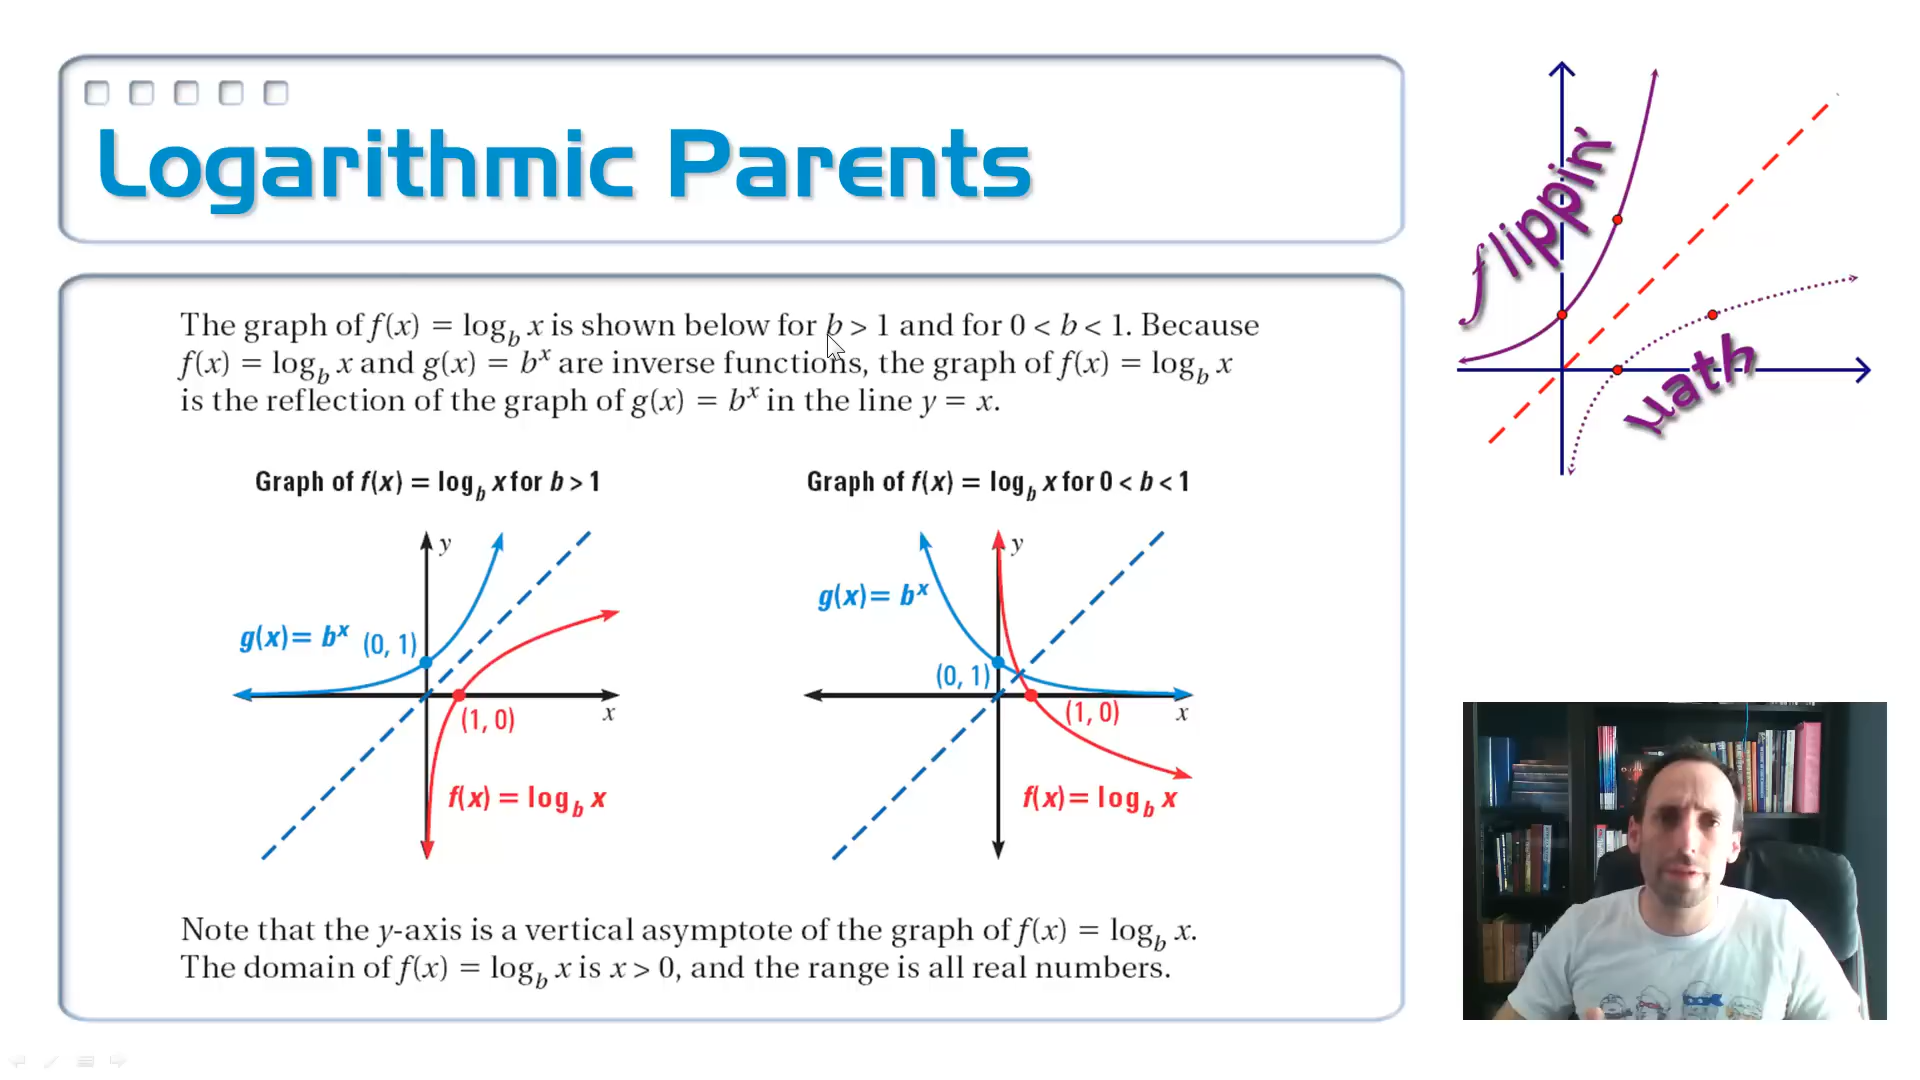 Logarithmic Parents
The graph of f(x) = log_b x is shown below for b > 1 and for 0 < b < 1. Because
f(x) = log_b x and g(x) = b^x are inverse functions, the graph of f(x) = log_b x
is the reflection of the graph of g(x) = b^x in the line y = x.
Graph of f(x) = log_b x for b > 1
y
g(x) = b^x (0, 1)
(1, 0)
x
f(x) = log_b x
Graph of f(x) = log_b x for 0 < b < 1
y
g(x) = b^x
(0, 1)
(1, 0)
x
f(x) = log_b x
Note that the y-axis is a vertical asymptote of the graph of f(x) = log_b x.
The domain of f(x) = log_b x is x > 0, and the range is all real numbers.
flippin'
math